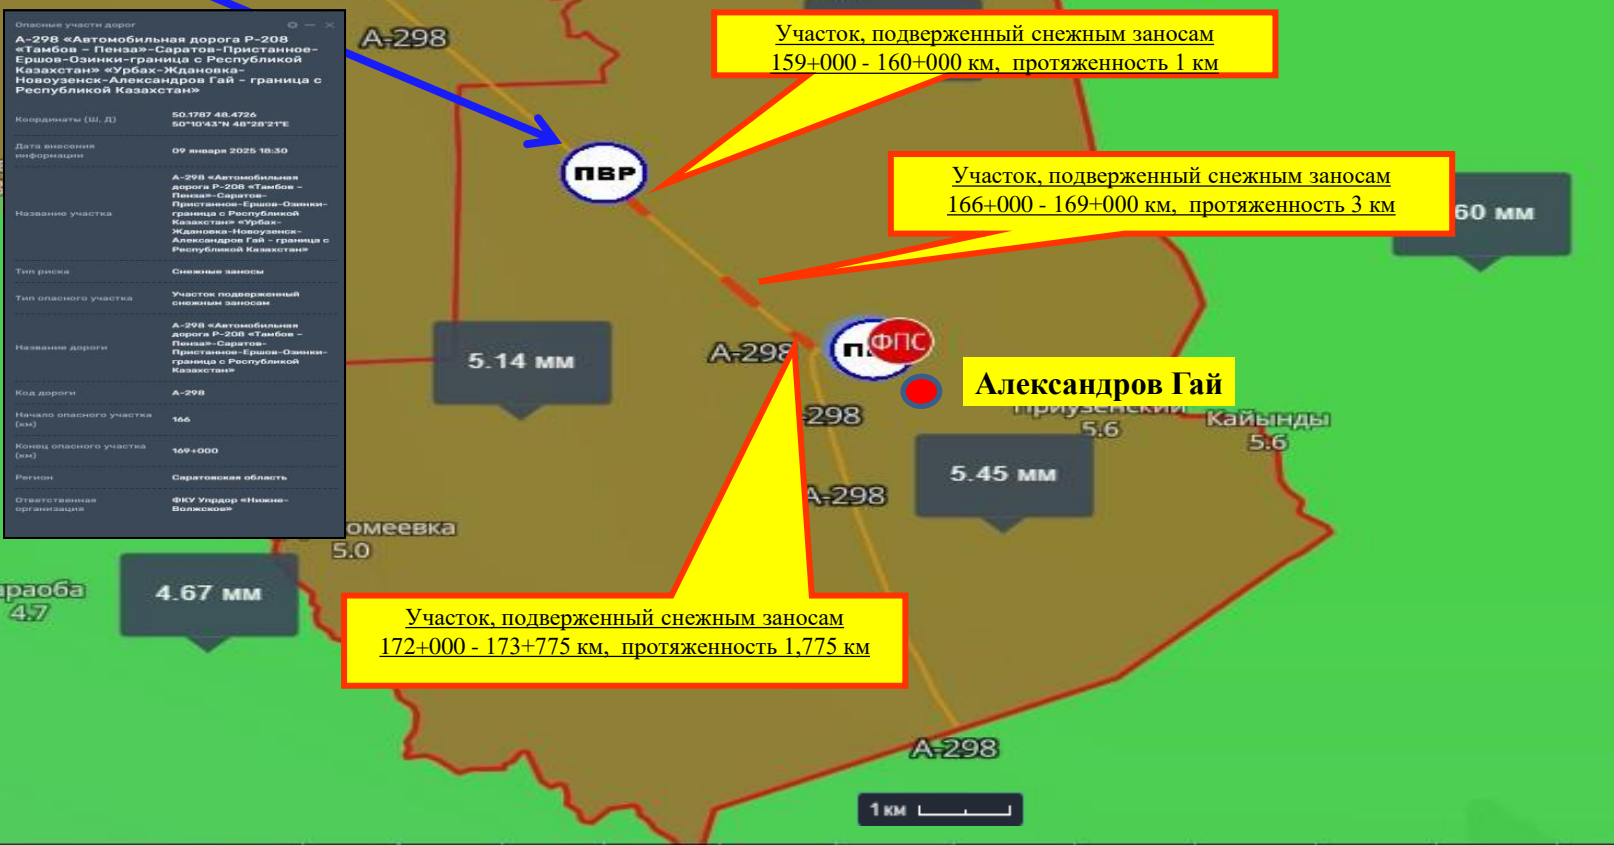 Опасные участи дорог
А-298 «Автомобильная дорога Р-208
«Тамбов – Пенза»-Саратов-Пристанное-
Ершов-Озинки-граница с Республикой
Казахстан» «Урбах-Ждановка-
Новоузенск-Александров Гай – граница с
Республикой Казахстан»
Координаты (Ш, Д)
50.1787 48.4726
50°10'43"N 48°28'21"E
Дата внесения
информации
09 января 2025 18:30
Название участка
А-298 «Автомобильная
дорога Р-208 «Тамбов –
Пенза»-Саратов-
Пристанное-Ершов-Озинки-
граница с Республикой
Казахстан» «Урбах-
Ждановка-Новоузенск-
Александров Гай – граница с
Республикой Казахстан»
Тип риска
Снежные заносы
Тип опасного участка
Участок подверженный
снежным заносам
Название дороги
А-298 «Автомобильная
дорога Р-208 «Тамбов –
Пенза»-Саратов-
Пристанное-Ершов-Озинки-
граница с Республикой
Казахстан»
Код дороги
А-298
Начало опасного участка
(км)
166
Конец опасного участка
(км)
169+000
Регион
Саратовская область
Ответственная
организация
ФКУ Упрдор «Нижне-
Волжское»
А-298
Участок, подверженный снежным заносам
159+000 - 160+000 км, протяженность 1 км
ПВР
Участок, подверженный снежным заносам
166+000 - 169+000 км, протяженность 3 км
60 мм
5.14 мм
А-298
ФПС
Александров Гай
-298
Приузенский
5.6
Кайынды
5.6
5.45 мм
А-298
омеевка
5.0
раоба
4.7
4.67 мм
Участок, подверженный снежным заносам
172+000 - 173+775 км, протяженность 1,775 км
А-298
1 км